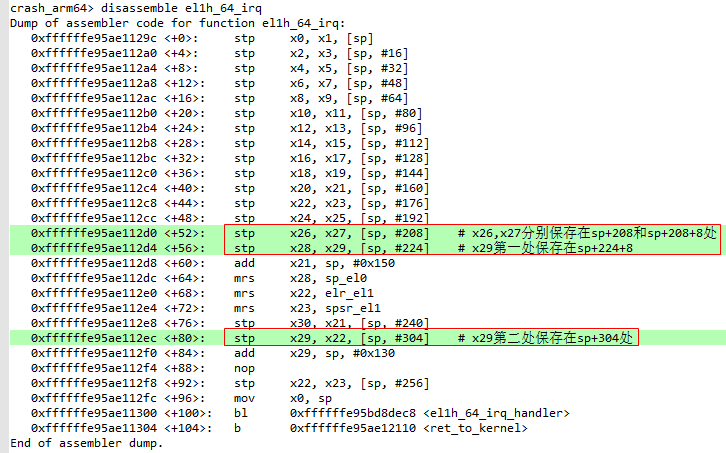 crash_arm64> disassemble el1h_64_irq
Dump of assembler code for function el1h_64_irq:
0xffffffe95ae1129c <+0>: stp x0, x1, [sp]
0xffffffe95ae112a0 <+4>: stp x2, x3, [sp, #16]
0xffffffe95ae112a4 <+8>: stp x4, x5, [sp, #32]
0xffffffe95ae112a8 <+12>: stp x6, x7, [sp, #48]
0xffffffe95ae112ac <+16>: stp x8, x9, [sp, #64]
0xffffffe95ae112b0 <+20>: stp x10, x11, [sp, #80]
0xffffffe95ae112b4 <+24>: stp x12, x13, [sp, #96]
0xffffffe95ae112b8 <+28>: stp x14, x15, [sp, #112]
0xffffffe95ae112bc <+32>: stp x16, x17, [sp, #128]
0xffffffe95ae112c0 <+36>: stp x18, x19, [sp, #144]
0xffffffe95ae112c4 <+40>: stp x20, x21, [sp, #160]
0xffffffe95ae112c8 <+44>: stp x22, x23, [sp, #176]
0xffffffe95ae112cc <+48>: stp x24, x25, [sp, #192]
0xffffffe95ae112d0 <+52>: stp x26, x27, [sp, #208] # x26,x27分别保存在sp+208和sp+208+8处
0xffffffe95ae112d4 <+56>: stp x28, x29, [sp, #224] # x29第一处保存在sp+224+8
0xffffffe95ae112d8 <+60>: add x21, sp, #0x150
0xffffffe95ae112dc <+64>: mrs x28, sp_el0
0xffffffe95ae112e0 <+68>: mrs x22, elr_el1
0xffffffe95ae112e4 <+72>: mrs x23, spsr_el1
0xffffffe95ae112e8 <+76>: stp x30, x21, [sp, #240]
0xffffffe95ae112ec <+80>: stp x29, x22, [sp, #304] # x29第二处保存在sp+304处
0xffffffe95ae112f0 <+84>: add x29, sp, #0x130
0xffffffe95ae112f4 <+88>: nop
0xffffffe95ae112f8 <+92>: stp x22, x23, [sp, #256]
0xffffffe95ae112fc <+96>: mov x0, sp
0xffffffe95ae11300 <+100>: bl 0xffffffe95bd8dec8 <el1h_64_irq_handler>
0xffffffe95ae11304 <+104>: b 0xffffffe95ae12110 <ret_to_kernel>
End of assembler dump.